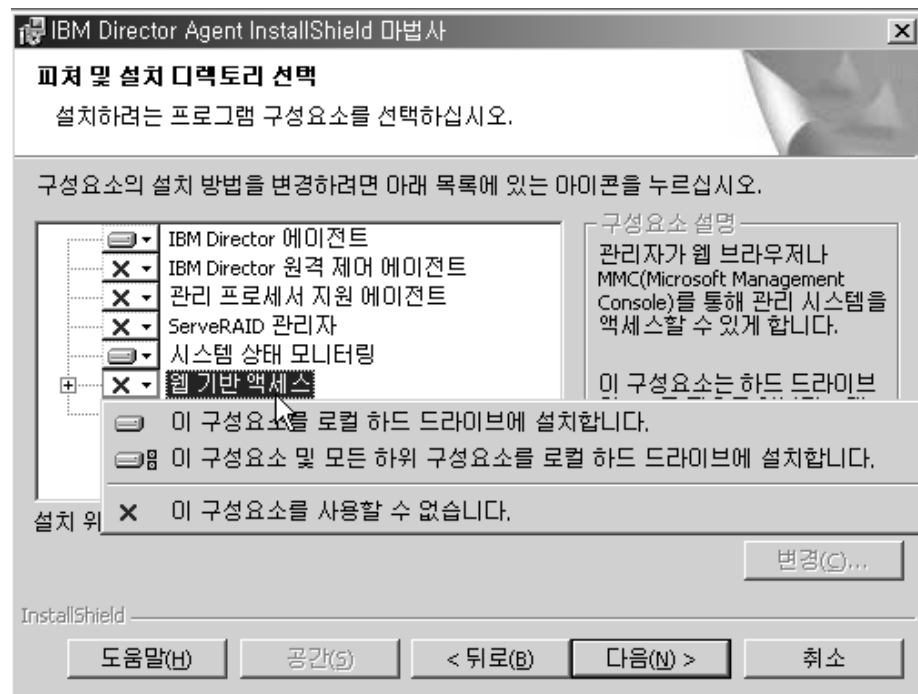 IBM Director Agent InstallShield 마법사
피처 및 설치 디렉토리 선택
설치하려는 프로그램 구성요소를 선택하십시오.
구성요소의 설치 방법을 변경하려면 아래 목록에 있는 아이콘을 누르십시오.
IBM Director 에이전트
IBM Director 원격 제어 에이전트
관리 프로세서 지원 에이전트
ServeRAID 관리자
시스템 상태 모니터링
웹 기반 액세스
구성요소 설명
관리자가 웹 브라우저나
MMC(Microsoft Management
Console)를 통해 관리 시스템을
액세스할 수 있게 합니다.
이 구성요소는 하드 드라이브
이 구성요소를 로컬 하드 드라이브에 설치합니다.
이 구성요소 및 모든 하위 구성요소를 로컬 하드 드라이브에 설치합니다.
이 구성요소를 사용할 수 없습니다.
설치
변경(C)...
InstallShield
도움말(H)
공간(S)
< 뒤로(B)
다음(N) >
취소